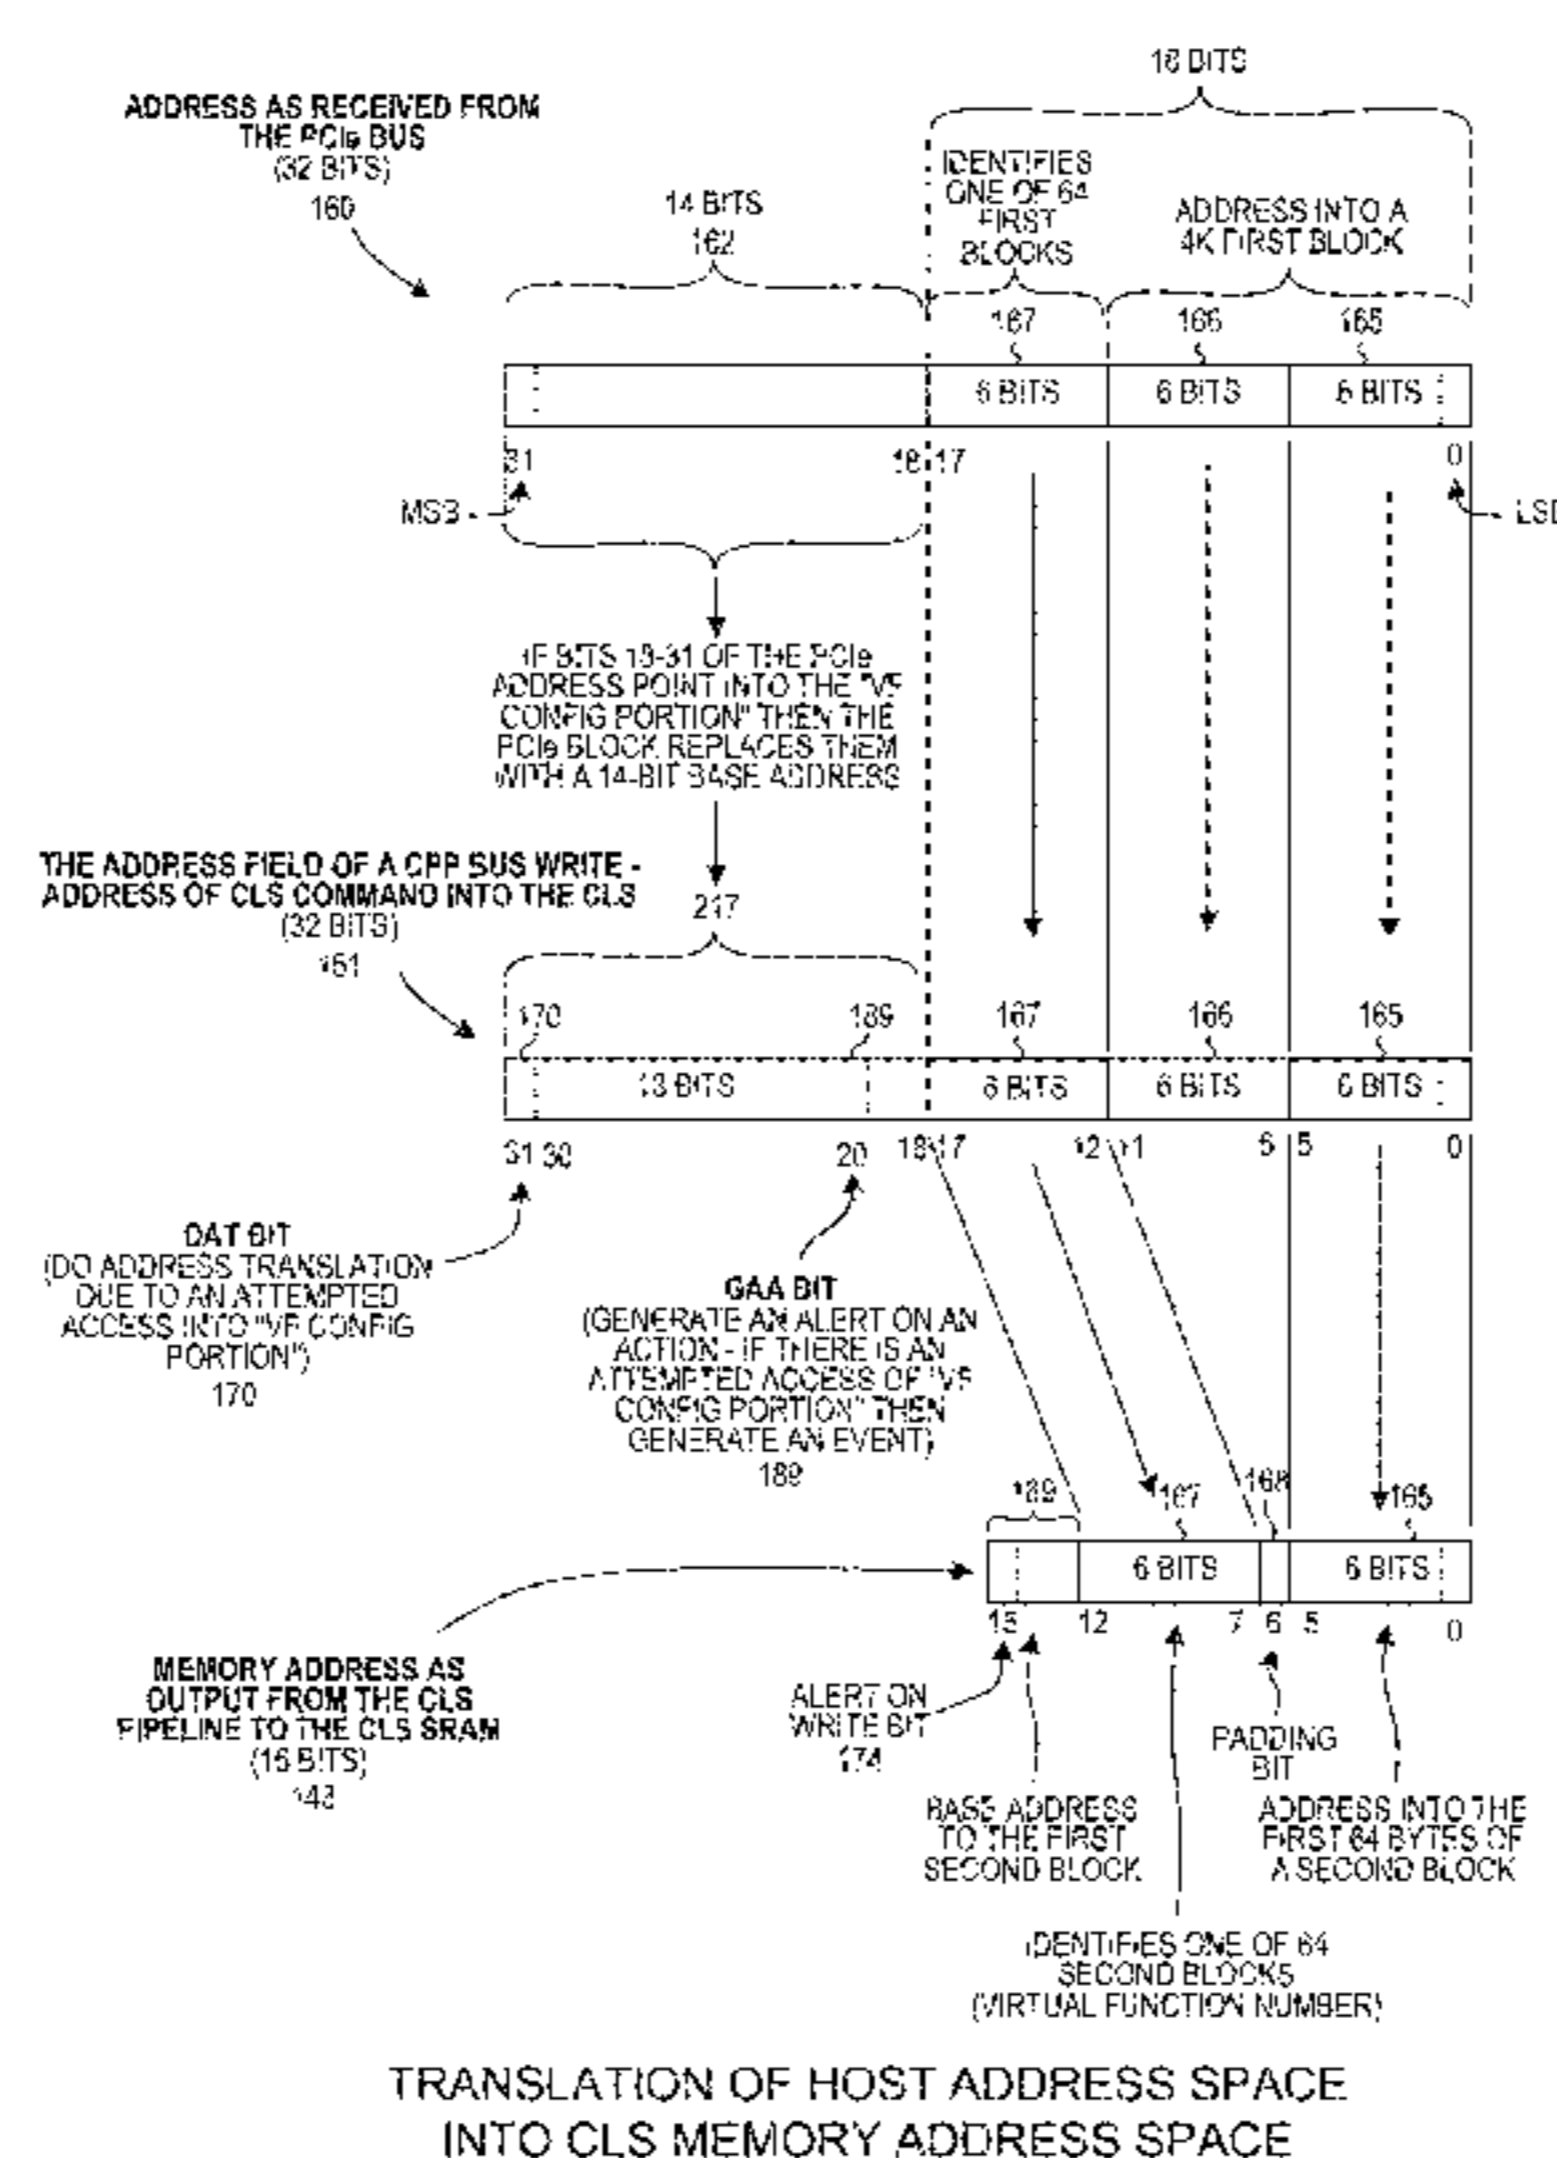 18 BITS
ADDRESS AS RECEIVED FROM
THE PCIe BUS
(32 BITS)
160
14 BITS
162
IDENTIFIES
ONE OF 64
FIRST
BLOCKS
ADDRESS INTO A
4K FIRST BLOCK
167
166
165
6 BITS
6 BITS
6 BITS
31
18
17
0
MSB
IF BITS 18-31 OF THE PCIe
ADDRESS POINT INTO THE "VF
CONFIG PORTION" THEN THE
PCIe BLOCK REPLACES THEM
WITH A 14-BIT BASE ADDRESS
THE ADDRESS FIELD OF A CPP BUS WRITE -
ADDRESS OF CLS COMMAND INTO THE CLS
(32 BITS)
161
217
170
189
167
166
165
13 BITS
6 BITS
6 BITS
6 BITS
31 30
20
18 17
12 11
6 5
0
DAT BIT
(DO ADDRESS TRANSLATION
DUE TO AN ATTEMPTED
ACCESS INTO "VF CONFIG
PORTION")
170
GAA BIT
(GENERATE AN ALERT ON AN
ACTION - IF THERE IS AN
ATTEMPTED ACCESS OF "VF
CONFIG PORTION" THEN
GENERATE AN EVENT)
189
167
168
165
6 BITS
6 BITS
15
12
7
6
5
0
MEMORY ADDRESS AS
OUTPUT FROM THE CLS
PIPELINE TO THE CLS SRAM
(16 BITS)
ALERT ON
WRITE BIT
174
PADDING
BIT
BASE ADDRESS
TO THE FIRST
SECOND BLOCK
ADDRESS INTO THE
FIRST 64 BYTES OF
A SECOND BLOCK
IDENTIFIES ONE OF 64
SECOND BLOCKS
(VIRTUAL FUNCTION NUMBER)
TRANSLATION OF HOST ADDRESS SPACE
INTO CLS MEMORY ADDRESS SPACE